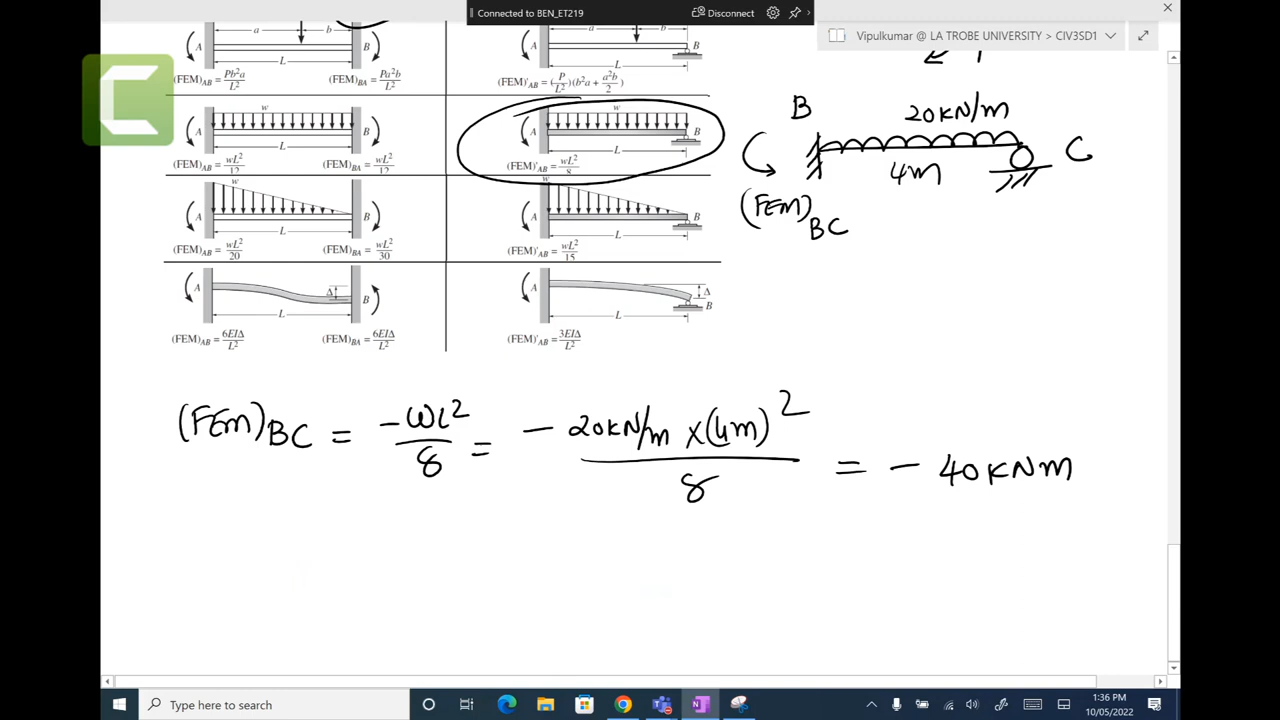 Connected to BEN_ET219 Disconnect
Vipulkumar @ LA TROBE UNIVERSITY > CIV3SD1
a b
A B
L
(FEM)AB = Pb²a/L² (FEM)BA = Pa²b/L²
a b
A B
L
(FEM)'AB = (P/L²)(b²a + a²b/2)
w
A B
L
(FEM)AB = wL²/12 (FEM)BA = wL²/12
w
A B
L
(FEM)'AB = wL²/8
w
A B
L
(FEM)AB = wL²/20 (FEM)BA = wL²/30
w
A B
L
(FEM)'AB = wL²/15
A Δ B
L
(FEM)AB = 6EIΔ/L² (FEM)BA = 6EIΔ/L²
A Δ B
L
(FEM)'AB = 3EIΔ/L²
B 20kN/m C
4m
(FEM)BC
(FEM)BC = -wL²/8 = - 20kN/m x(4m)²/8 = - 40kNm
Type here to search
1:36 PM
10/05/2022